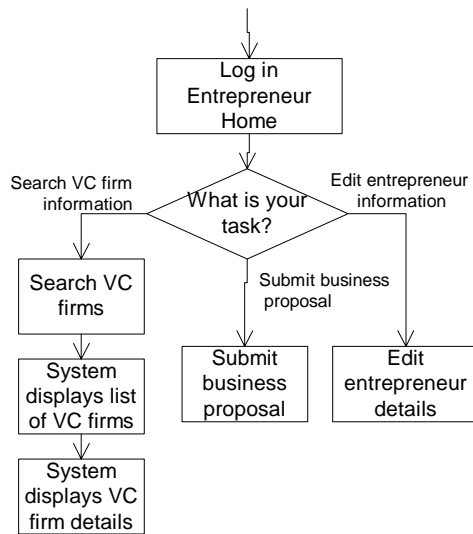 Log in
Entrepreneur
Home
Search VC firm
information
What is your
task?
Edit entrepreneur
information
Search VC
firms
Submit business
proposal
System
displays list
of VC firms
Submit
business
proposal
Edit
entrepreneur
details
System
displays VC
firm details